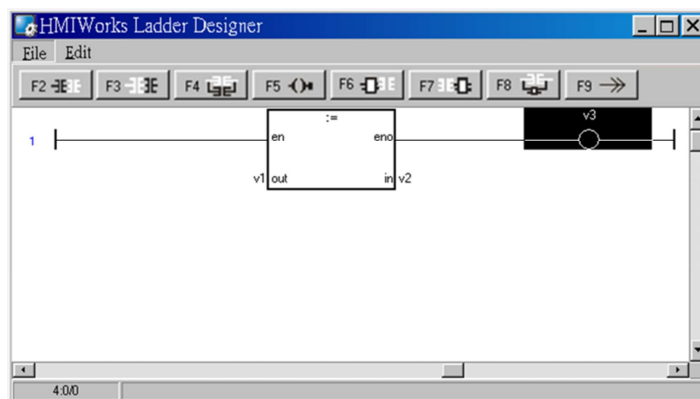 HMIWorks Ladder Designer
File Edit
F2 F3 F4 F5 F6 F7 F8 F9
v3
:=
1
en eno
v1 out in v2
4:0/0